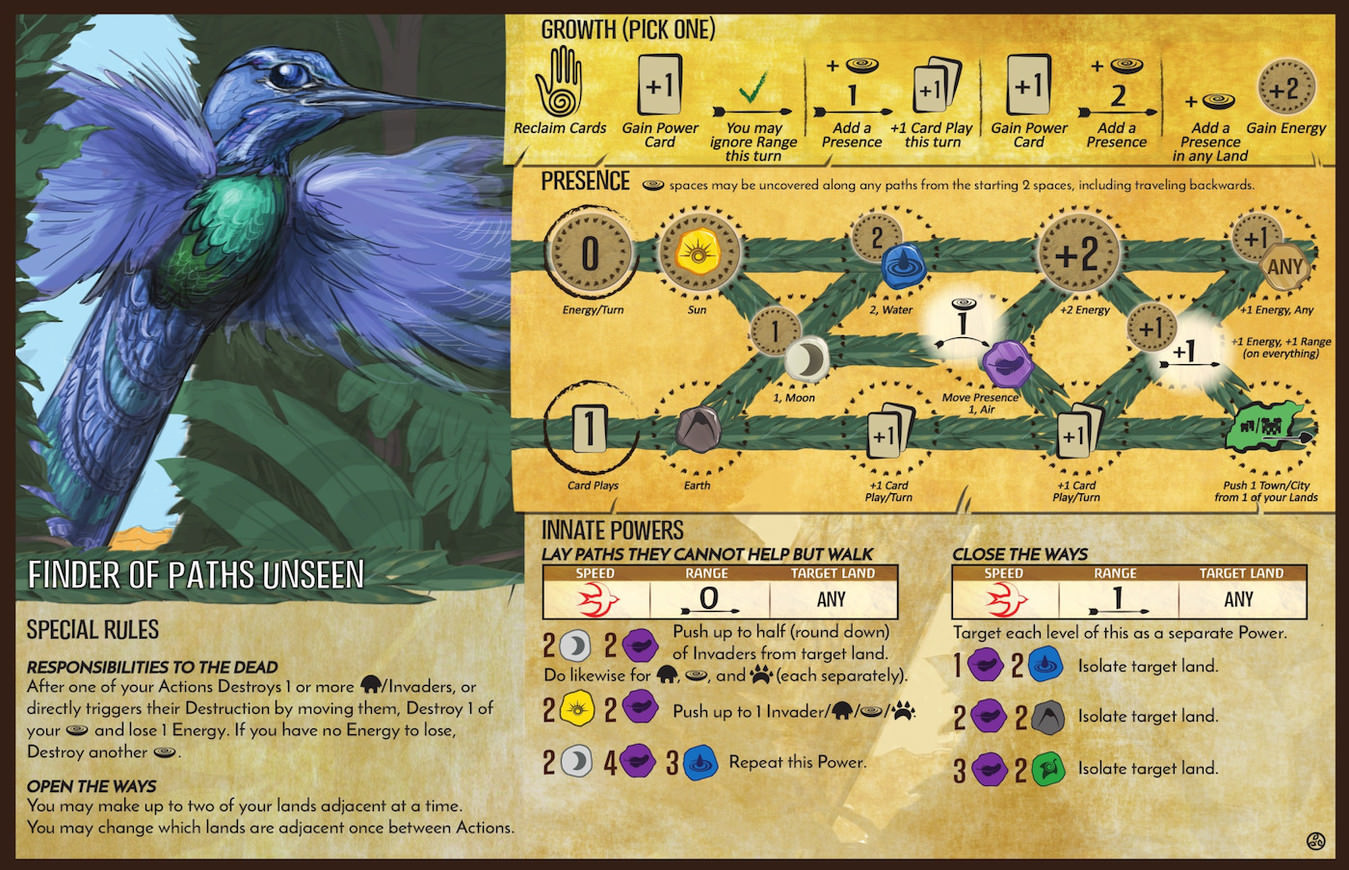 GROWTH (PICK ONE)
Reclaim Cards
+1
Gain Power
Card
You may
ignore Range
this turn
+
1
Add a
Presence
+1
+1 Card Play
this turn
+1
Gain Power
Card
+
2
Add a
Presence
+
Add a
Presence
in any Land
+2
Gain Energy
PRESENCE
spaces may be uncovered along any paths from the starting 2 spaces, including traveling backwards.
0
Energy/Turn
Sun
2
2, Water
+2
+2 Energy
+1
ANY
+1 Energy, Any
1
1, Moon
1
Move Presence
1, Air
+1
+1
+1 Energy, +1 Range
(on everything)
1
Card Plays
Earth
+1
+1 Card
Play/Turn
+1
+1 Card
Play/Turn
/
Push 1 Town/City
from 1 of your Lands
FINDER OF PATHS UNSEEN
SPECIAL RULES
RESPONSIBILITIES TO THE DEAD
After one of your Actions Destroys 1 or more /Invaders, or
directly triggers their Destruction by moving them, Destroy 1 of
your and lose 1 Energy. If you have no Energy to lose,
Destroy another .
OPEN THE WAYS
You may make up to two of your lands adjacent at a time.
You may change which lands are adjacent once between Actions.
INNATE POWERS
LAY PATHS THEY CANNOT HELP BUT WALK
SPEED RANGE TARGET LAND
0 ANY
2 2 Push up to half (round down)
of Invaders from target land.
Do likewise for , , and (each separately).
2 2 Push up to 1 Invader/ / / .
2 4 3 Repeat this Power.
CLOSE THE WAYS
SPEED RANGE TARGET LAND
1 ANY
Target each level of this as a separate Power.
1 2 Isolate target land.
2 2 Isolate target land.
3 2 Isolate target land.